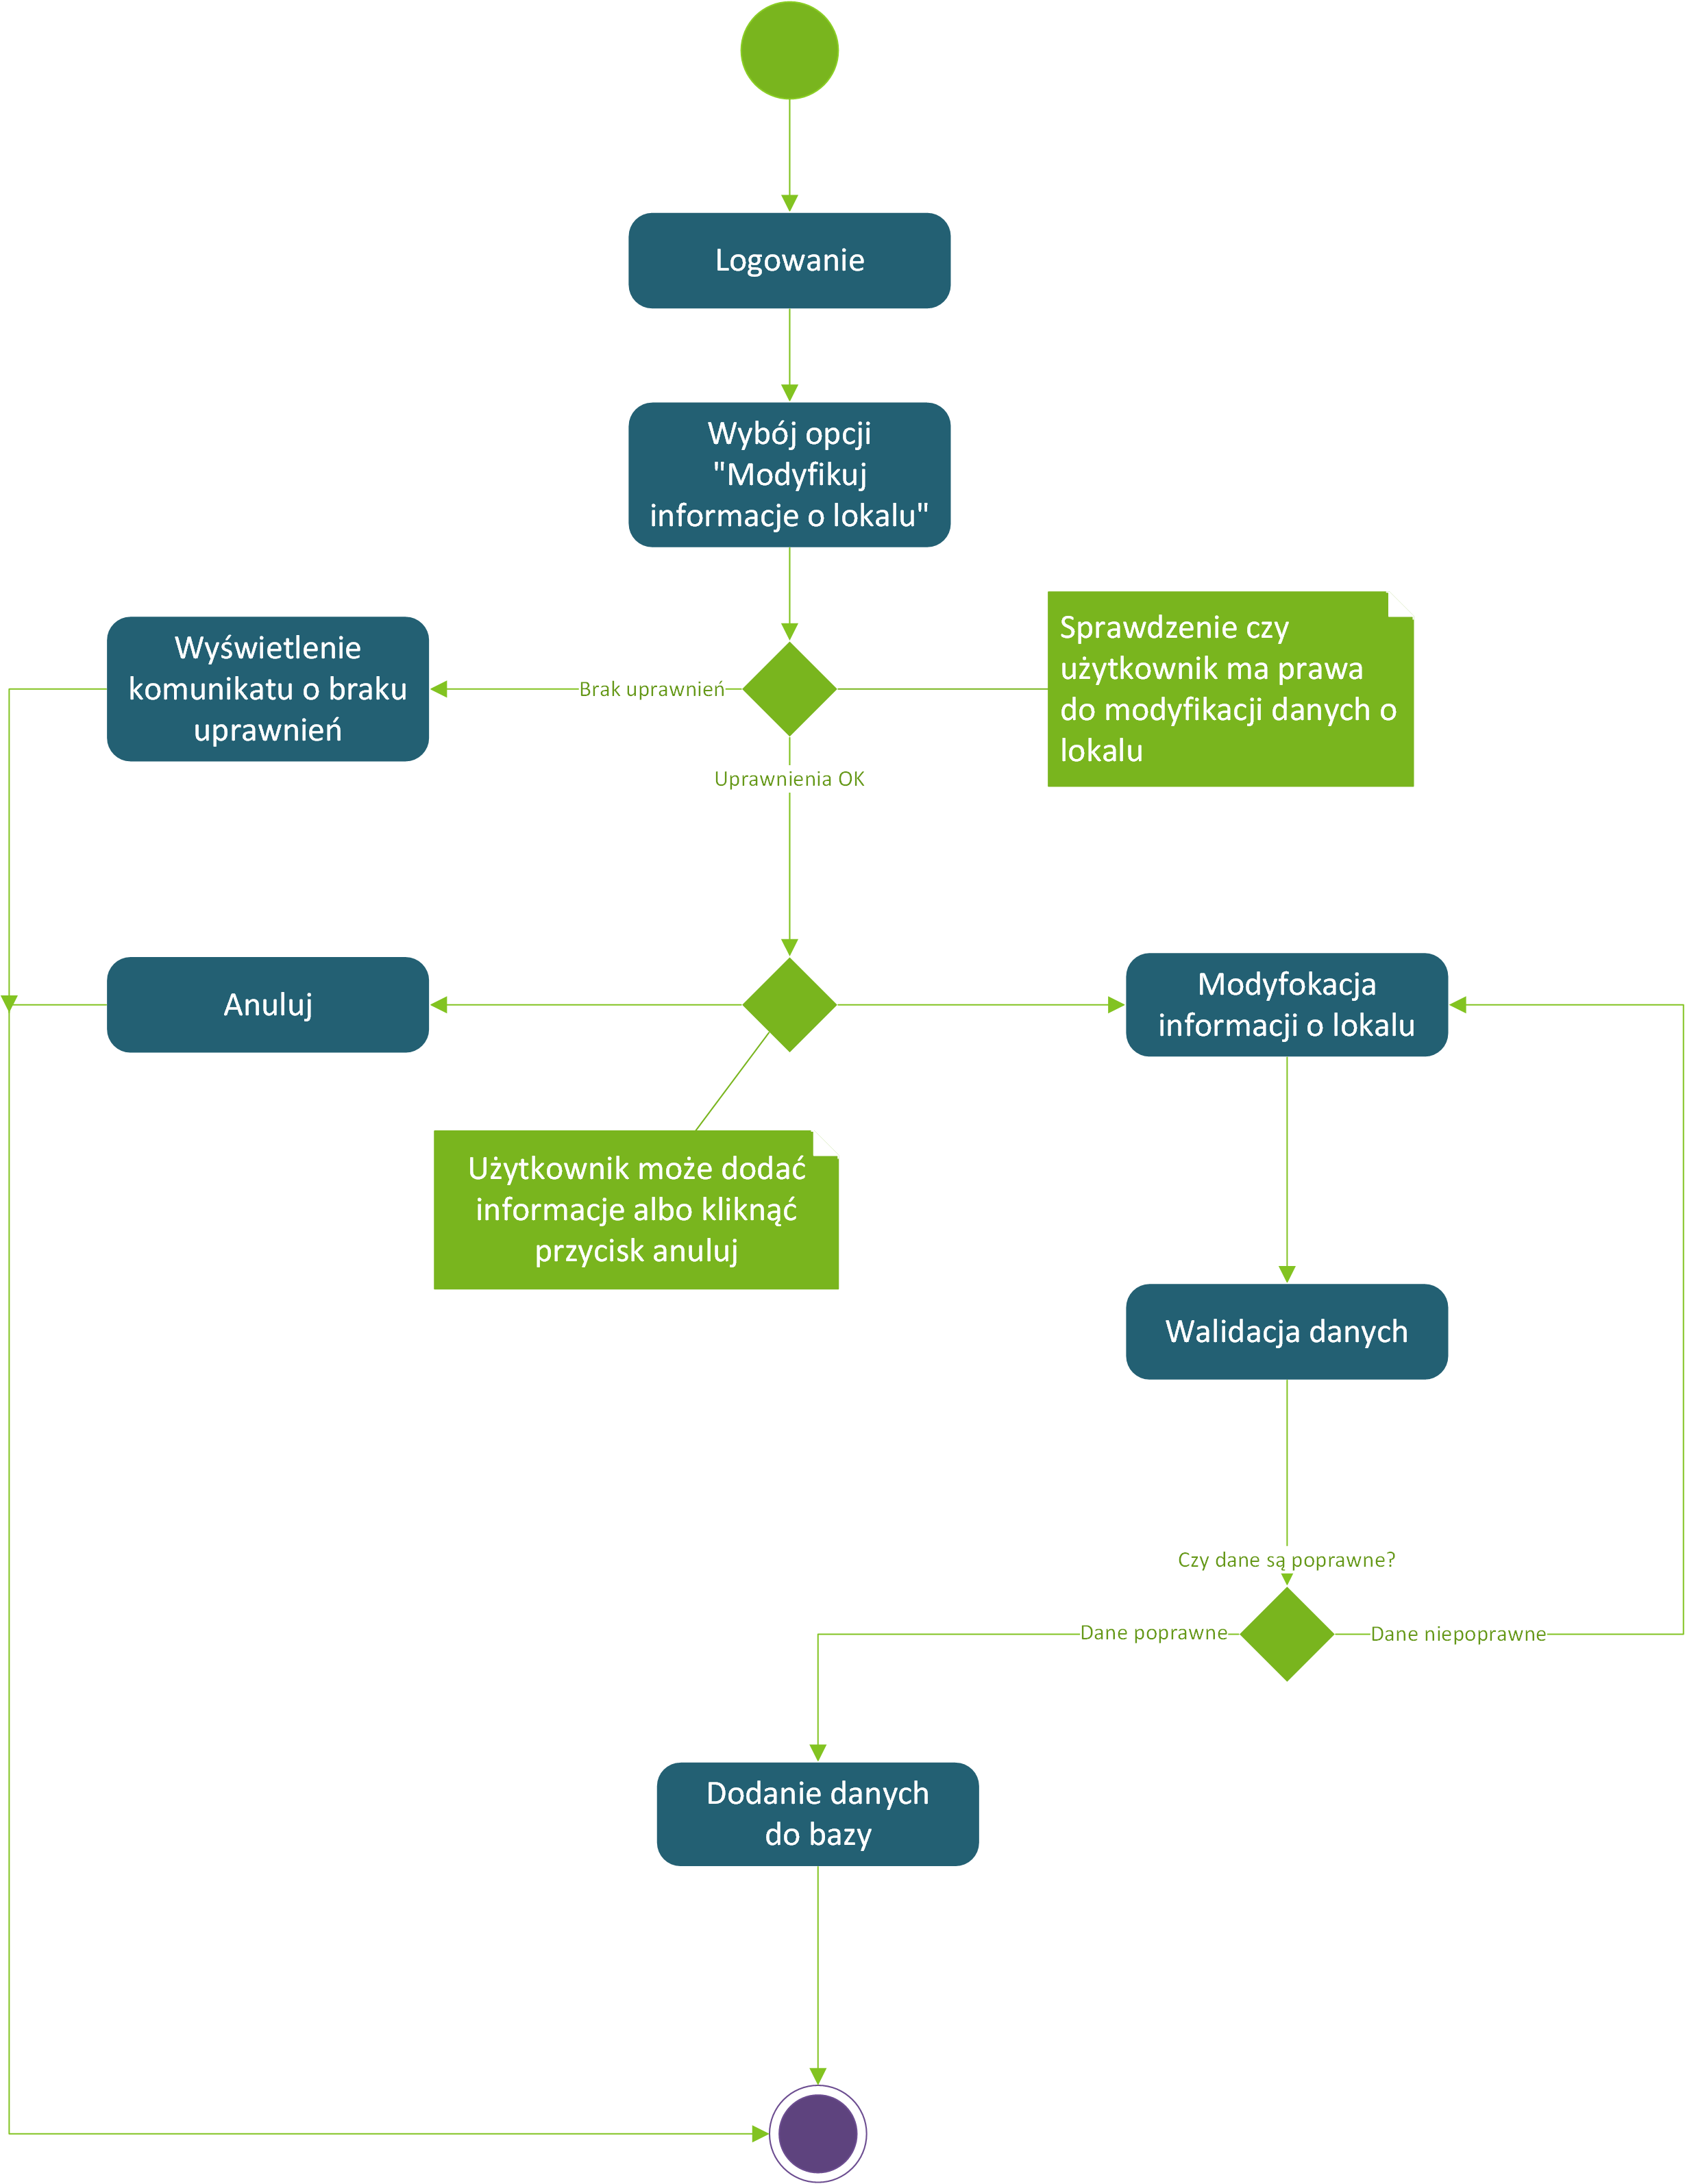 Logowanie
Wybój opcji
"Modyfikuj
informacje o lokalu"
Wyświetlenie
komunatu o braku
uprawnień
Brak uprawnień
Sprawdzenie czy
użytkownik ma prawa
do modyfikacji danych o
lokalu
Uprawnienia OK
Anuluj
Modyfokacja
informacji o lokalu
Użytkownik może dodać
informacje albo kliknąć
przycisk anuluj
Walidacja danych
Czy dane są poprawne?
Dane poprawne
Dane niepoprawne
Dodanie danych
do bazy